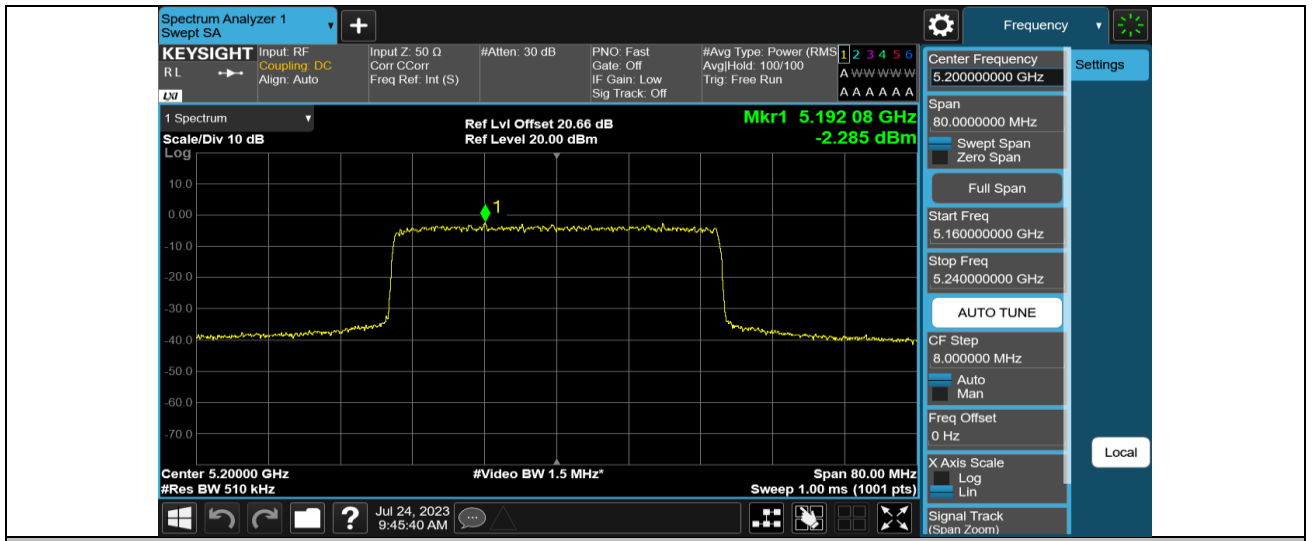 Spectrum Analyzer 1
Swept SA
Frequency
KEYSIGHT
R L
LXI
Input: RF
Coupling: DC
Align: Auto
Input Z: 50 Ω
Corr CCorr
Freq Ref: Int (S)
#Atten: 30 dB
PNO: Fast
Gate: Off
IF Gain: Low
Sig Track: Off
#Avg Type: Power (RMS
Avg|Hold: 100/100
Trig: Free Run
1 2 3 4 5 6
A W W W W W
A A A A A A
1 Spectrum
Scale/Div 10 dB
Log
Ref Lvl Offset 20.66 dB
Ref Level 20.00 dBm
Mkr1 5.192 08 GHz
-2.285 dBm
10.0
0.00
-10.0
-20.0
-30.0
-40.0
-50.0
-60.0
-70.0
1
Center 5.20000 GHz
#Res BW 510 kHz
#Video BW 1.5 MHz*
Span 80.00 MHz
Sweep 1.00 ms (1001 pts)
?
Jul 24, 2023
9:45:40 AM
Center Frequency
5.200000000 GHz
Span
80.0000000 MHz
Swept Span
Zero Span
Full Span
Start Freq
5.160000000 GHz
Stop Freq
5.240000000 GHz
AUTO TUNE
CF Step
8.000000 MHz
Auto
Man
Freq Offset
0 Hz
X Axis Scale
Log
Lin
Signal Track
(Span Zoom)
Settings
Local